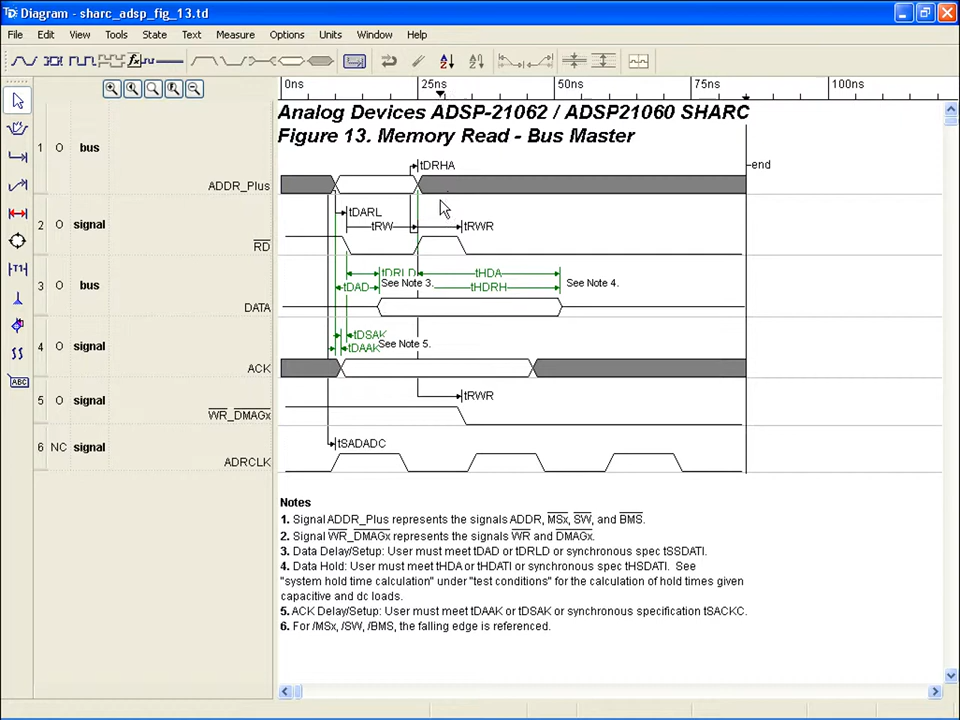 Diagram - sharc_adsp_fig_13.td
File Edit View Tools State Text Measure Options Units Window Help
0ns 25ns 50ns 75ns 100ns
Analog Devices ADSP-21062 / ADSP21060 SHARC
Figure 13. Memory Read - Bus Master
1 O bus
tDRHA
end
ADDR_Plus
2 O signal
tDARL
tRW
tRWR
RD
tDRLD
tHDA
3 O bus
tDAD
See Note 3.
tHDRH
See Note 4.
DATA
tDSAK
4 O signal
tDAAK
See Note 5.
ACK
5 O signal
tRWR
WR_DMAGx
6 NC signal
tSADADC
ADRCLK
ABC
Notes
1. Signal ADDR_Plus represents the signals ADDR, MSx, SW, and BMS.
2. Signal WR_DMAGx represents the signals WR and DMAGx.
3. Data Delay/Setup: User must meet tDAD or tDRLD or synchronous spec tSSDATI.
4. Data Hold: User must meet tHDA or tHDATI or synchronous spec tHSDATI. See
"system hold time calculation" under "test conditions" for the calculation of hold times given
capacitive and dc loads.
5. ACK Delay/Setup: User must meet tDAAK or tDSAK or synchronous specification tSACKC.
6. For /MSx, /SW, /BMS, the falling edge is referenced.